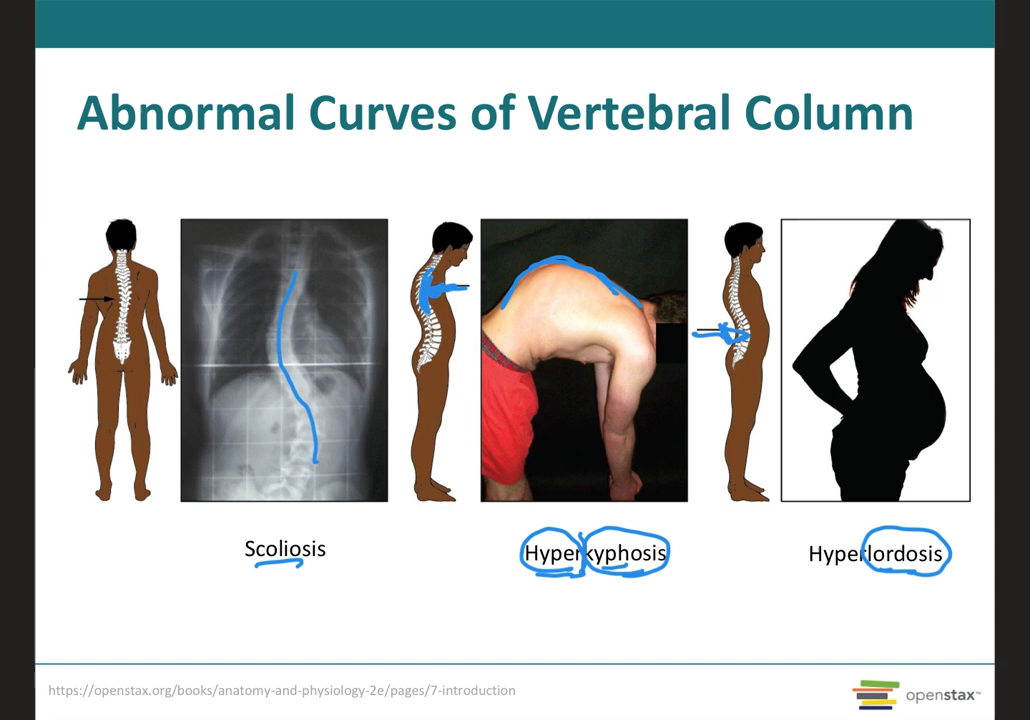 Abnormal Curves of Vertebral Column
Scoliosis
Hyperkyphosis
Hyperlordosis
https://openstax.org/books/anatomy-and-physiology-2e/pages/7-introduction
openstax™